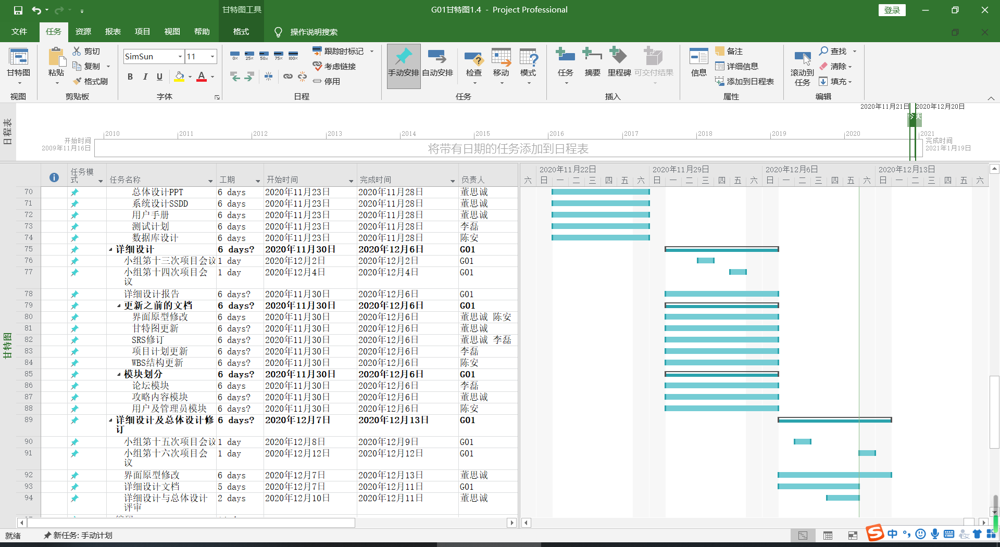 甘特图工具
G01甘特图1.4 - Project Professional
登录
文件 任务 资源 报表 项目 视图 帮助 格式 操作说明搜索
甘特图
视图
粘贴
剪切
复制
格式刷
剪贴板
SimSun 11
B I U A
字体
0% 25% 50% 75% 100%
跟踪时标记
考虑链接
停用
日程
手动安排 自动安排 检查 移动 模式
任务
任务 摘要 里程碑 可交付结果
插入
信息
备注
详细信息
添加到日程表
属性
滚动到
任务
查找
清除
填充
编辑
日程表
2020年11月21日 2020年12月20日
今天
2010 2011 2012 2013 2014 2015 2016 2017 2018 2019 2020 2021
开始时间
2009年11月16日
将带有日期的任务添加到日程表
完成时间
2021年1月19日
甘特图
任务模式 任务名称 工期 开始时间 完成时间 负责人
2020年11月22日 2020年11月29日 2020年12月6日 2020年12月13日
六 日 一 二 三 四 五 六 日 一 二 三 四 五 六 日 一 二 三 四 五 六 日 一 二 三 四 五 六
70 总体设计PPT 6 days 2020年11月23日 2020年11月28日 董思诚
71 系统设计SSDD 6 days 2020年11月23日 2020年11月28日 董思诚
72 用户手册 6 days 2020年11月23日 2020年11月28日 董思诚
73 测试计划 6 days 2020年11月23日 2020年11月28日 李磊
74 数据库设计 6 days 2020年11月23日 2020年11月28日 陈安
75 详细设计 6 days? 2020年11月30日 2020年12月6日 G01
76 小组第十三次项目会议 1 day 2020年12月2日 2020年12月2日 G01
77 小组第十四次项目会 1 day 2020年12月4日 2020年12月4日 G01
议
78 详细设计报告 6 days? 2020年11月30日 2020年12月6日 G01
79 更新之前的文档 6 days? 2020年11月30日 2020年12月6日 G01
80 界面原型修改 6 days 2020年11月30日 2020年12月6日 董思诚 陈安
81 甘特图更新 6 days? 2020年11月30日 2020年12月6日 董思诚
82 SRS修订 6 days? 2020年11月30日 2020年12月6日 董思诚 李磊
83 项目计划更新 6 days? 2020年11月30日 2020年12月6日 李磊
84 WBS结构更新 6 days? 2020年11月30日 2020年12月6日 陈安
85 模块划分 6 days? 2020年11月30日 2020年12月6日 G01
86 论坛模块 6 days 2020年11月30日 2020年12月6日 李磊
87 攻略内容模块 6 days? 2020年11月30日 2020年12月6日 董思诚
88 用户及管理员模块 6 days? 2020年11月30日 2020年12月6日 陈安
89 详细设计及总体设计修 6 days? 2020年12月7日 2020年12月13日 G01
订
90 小组第十五次项目会议 1 day 2020年12月8日 2020年12月9日 G01
91 小组第十六次项目会 1 day 2020年12月12日 2020年12月12日 G01
议
92 界面原型修改 6 days 2020年12月7日 2020年12月13日 董思诚
93 详细设计文档 5 days 2020年12月7日 2020年12月11日 G01
94 详细设计与总体设计 2 days 2020年12月10日 2020年12月11日 董思诚
评审
就绪 新任务: 手动计划
中